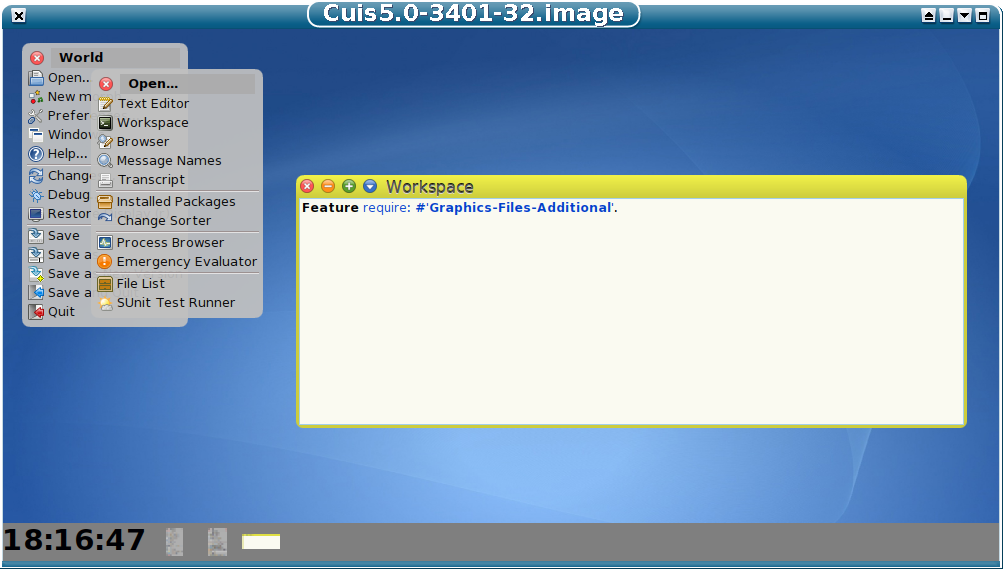 Cuis5.0-3401-32.image
World
Open..
New m
Prefer
Windov
Help...
Chang
Debug
Restor
Save
Save a
Save a
Save a
Quit
Open...
Text Editor
Workspace
Browser
Message Names
Transcript
Installed Packages
Change Sorter
Process Browser
Emergency Evaluator
File List
SUnit Test Runner
Workspace
Feature require: #'Graphics-Files-Additional'.
18:16:47